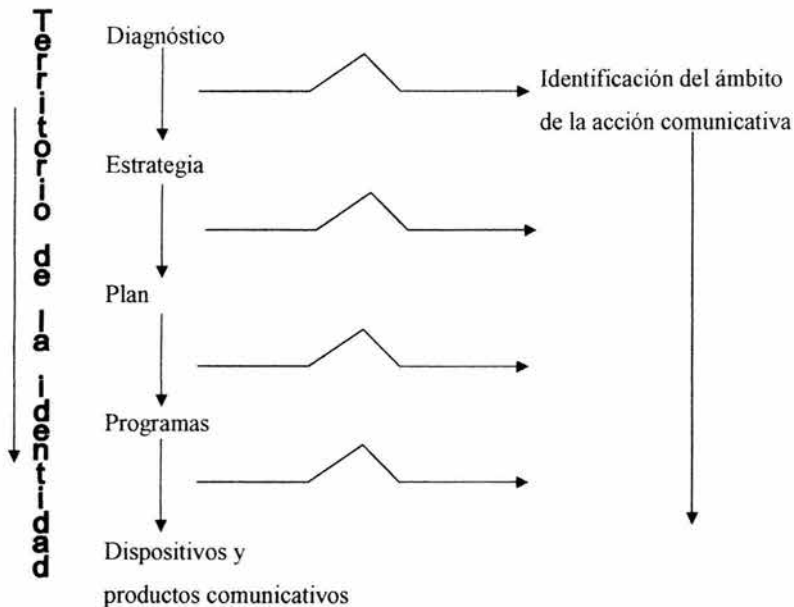 Territorio de la identidad
Diagnóstico
Identificación del ámbito
de la acción comunicativa
Estrategia
Plan
Programas
Dispositivos y
productos comunicativos